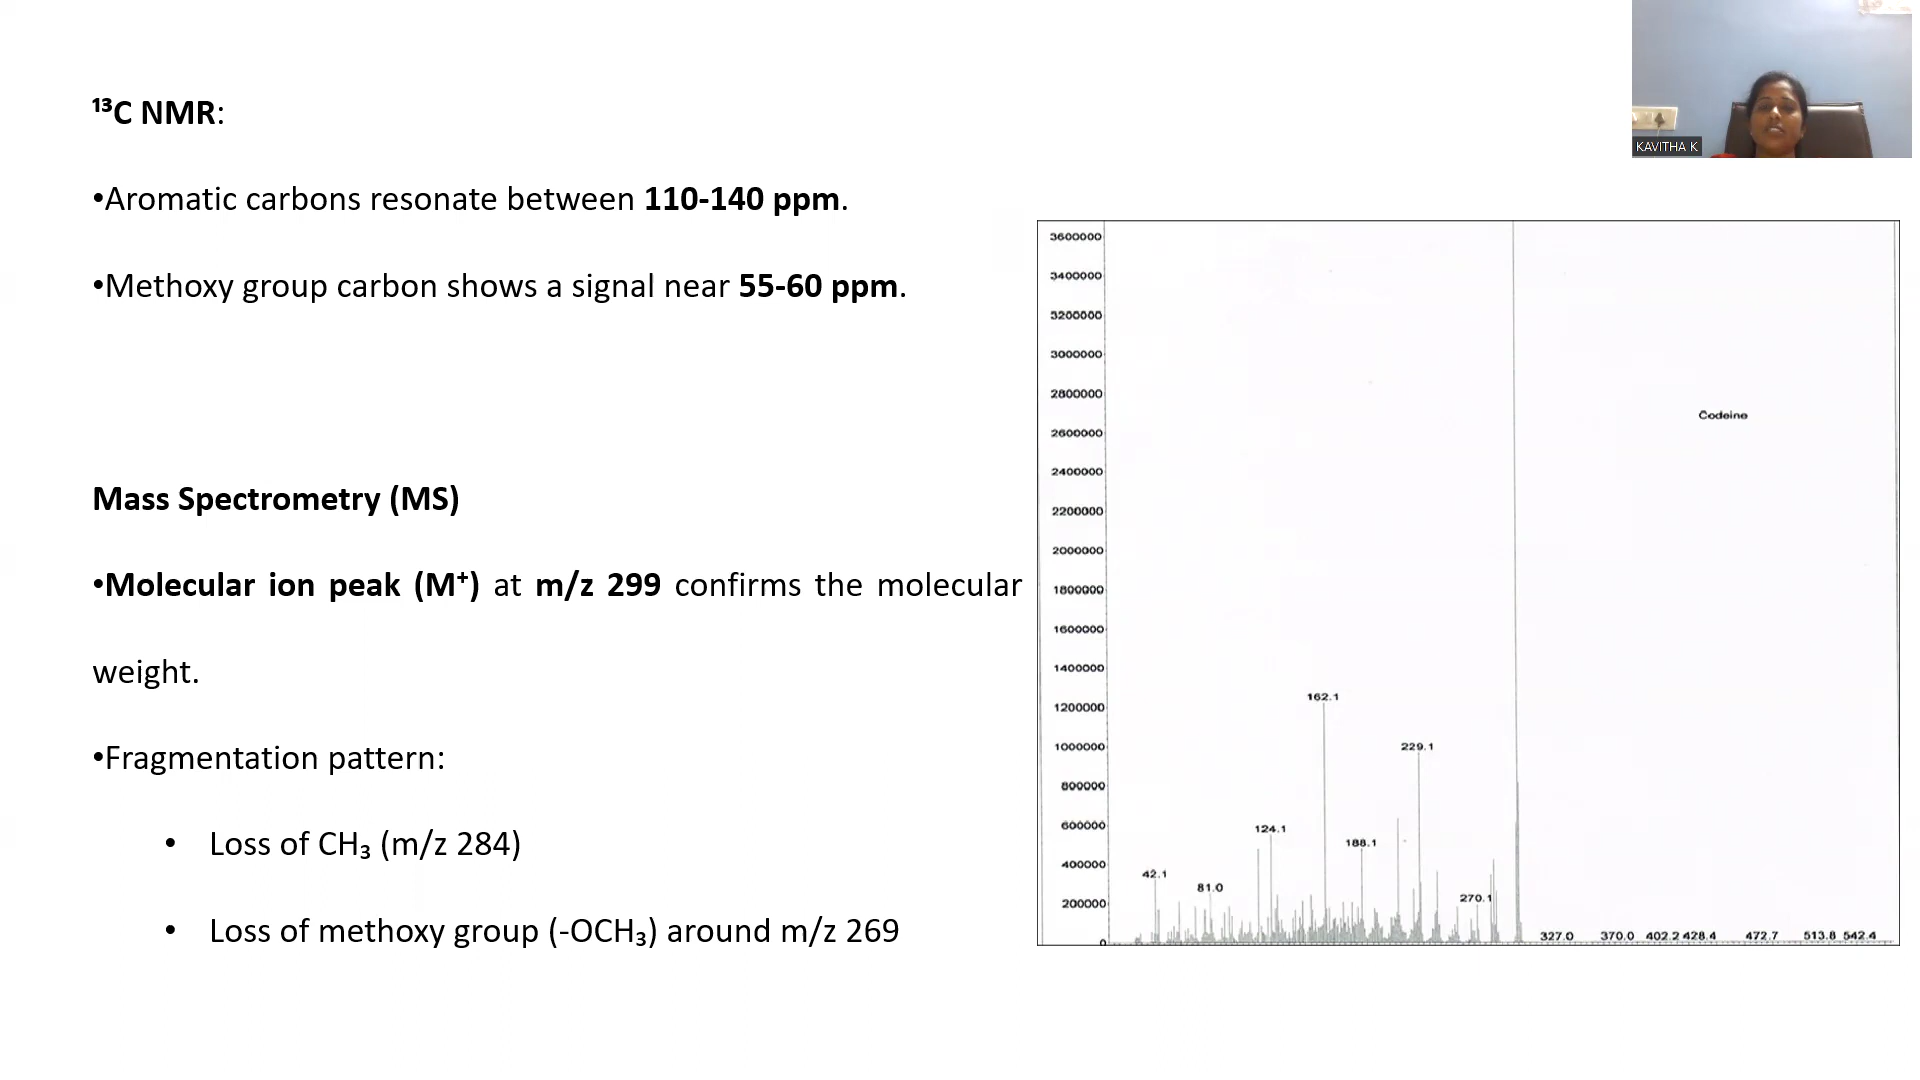 ¹³C NMR:
•Aromatic carbons resonate between 110-140 ppm.
•Methoxy group carbon shows a signal near 55-60 ppm.
Mass Spectrometry (MS)
•Molecular ion peak (M⁺) at m/z 299 confirms the molecular
weight.
•Fragmentation pattern:
• Loss of CH₃ (m/z 284)
• Loss of methoxy group (-OCH₃) around m/z 269
KAVITHA K
3600000
3400000
3200000
3000000
2800000
Codeine
2600000
2400000
2200000
2000000
1800000
1600000
1400000
1200000
162.1
1000000
229.1
800000
600000
124.1
188.1
400000
42.1
81.0
270.1
200000
0
327.0 370.0 402.2 428.4 472.7 513.8 542.4